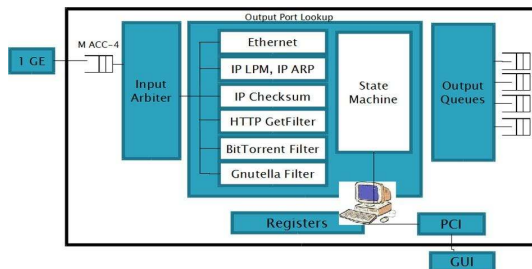 Output Port Lookup
M ACC-4
1 GE
Input
Arbiter
Ethernet
IP LPM, IP ARP
IP Checksum
HTTP GetFilter
BitTorrent Filter
Gnutella Filter
State
Machine
Output
Queues
Registers
PCI
GUI